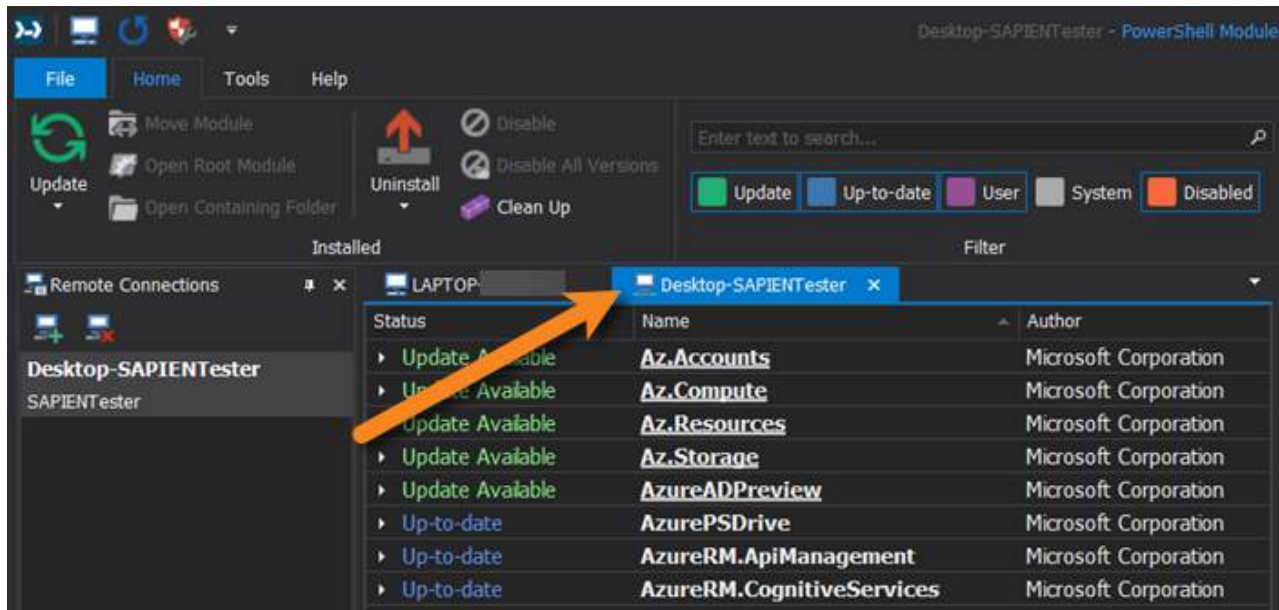 Desktop-SAPIENTester - PowerShell Module
File Home Tools Help
Update
Move Module
Open Root Module
Open Containing Folder
Uninstall
Disable
Disable All Versions
Clean Up
Installed
Enter text to search...
Update Up-to-date User System Disabled
Filter
Remote Connections
Desktop-SAPIENTester
SAPIENTester
LAPTOP- Desktop-SAPIENTester
Status Name Author
Update Available Az.Accounts Microsoft Corporation
Update Available Az.Compute Microsoft Corporation
Update Available Az.Resources Microsoft Corporation
Update Available Az.Storage Microsoft Corporation
Update Available AzureADPreview Microsoft Corporation
Up-to-date AzurePSDrive Microsoft Corporation
Up-to-date AzureRM.ApiManagement Microsoft Corporation
Up-to-date AzureRM.CognitiveServices Microsoft Corporation